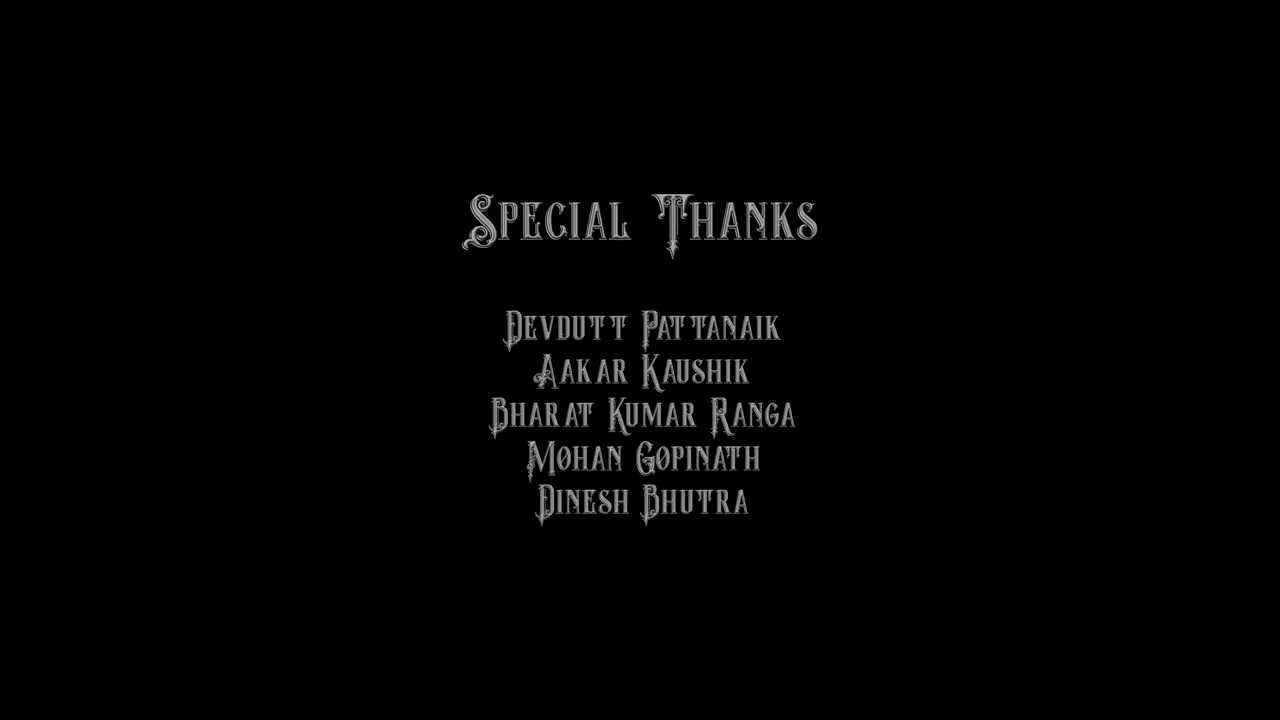 Special Thanks
Devdutt Pattanaik
Aakar Kaushik
Bharat Kumar Ranga
Mohan Gopinath
Dinesh Bhutra